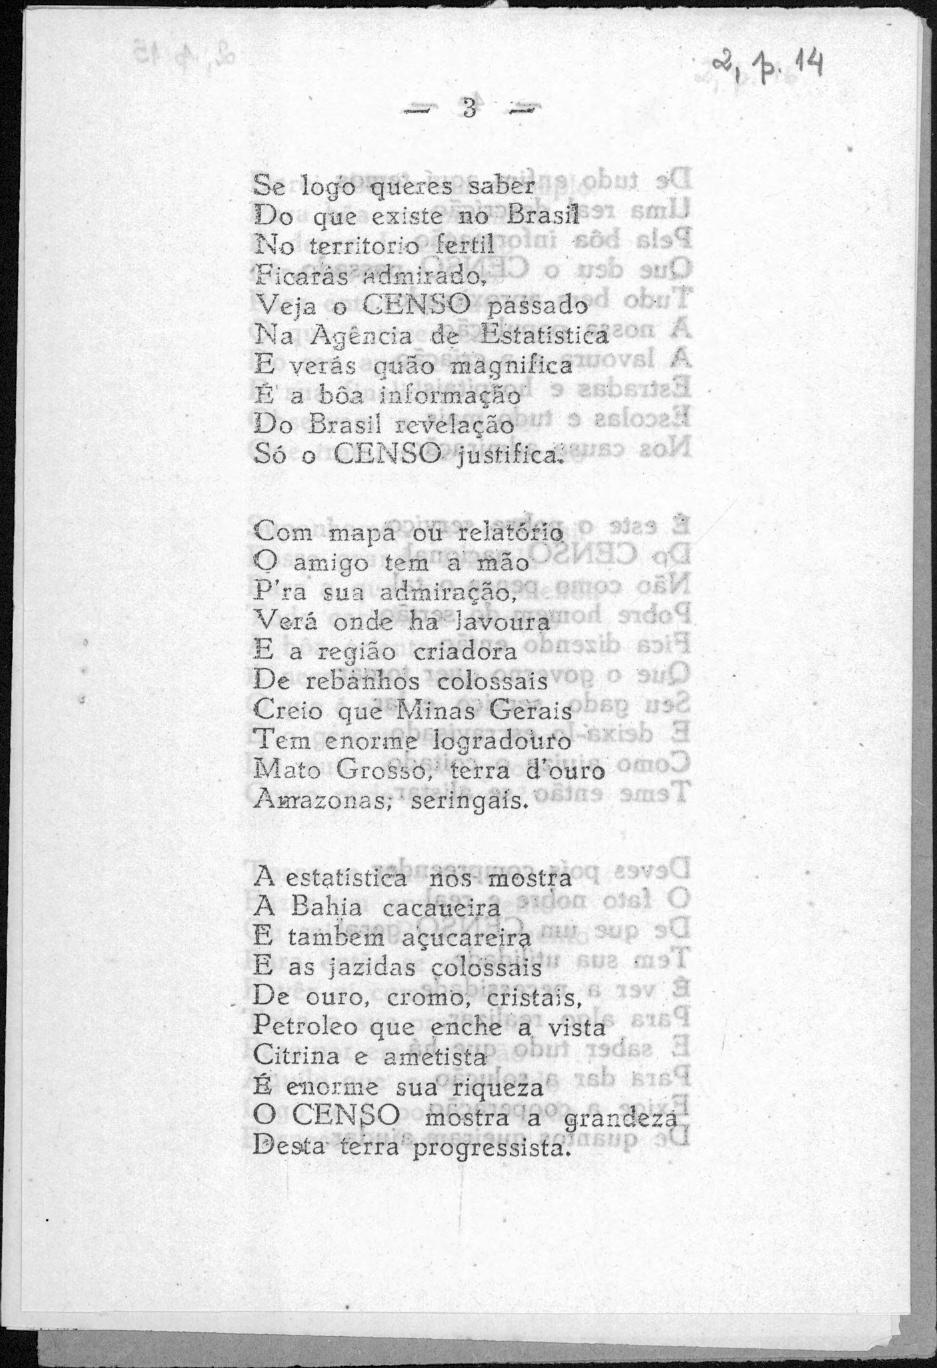 2, p. 14
— 3 —
Se logo queres saber
Do que existe no Brasil
No territorio fertil
Ficarás admirado,
Veja o CENSO passado
Na Agência de Estatistica
E verás quão magnifica
É a bôa informação
Do Brasil revelação
Só o CENSO justifica.
Com mapa ou relatório
O amigo tem a mão
P'ra sua admiração,
Verá onde ha lavoura
E a região criadora
De rebanhos colossais
Creio que Minas Gerais
Tem enorme logradouro
Mato Grosso, terra d'ouro
Amazonas; seringais.
A estatística nos mostra
A Bahia cacaueira
E tambem açucareira
E as jazidas colossais
De ouro, cromo, cristais,
Petroleo que enche a vista
Citrina e ametista
É enorme sua riqueza
O CENSO mostra a grandeza
Desta terra progressista.